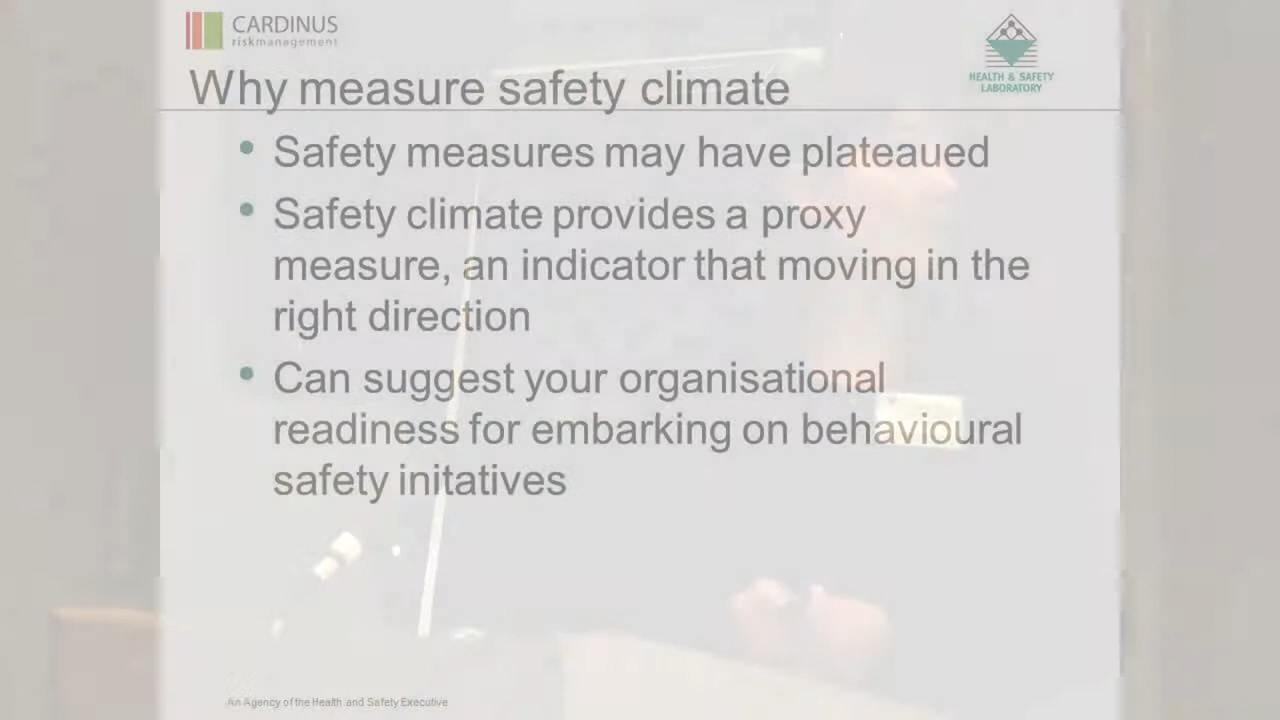 CARDINUS
riskmanagement
HEALTH & SAFETY
LABORATORY
Why measure safety climate
Safety measures may have plateaued
Safety climate provides a proxy
measure, an indicator that moving in the
right direction
Can suggest your organisational
readiness for embarking on behavioural
safety initatives
An Agency of the Health and Safety Executive